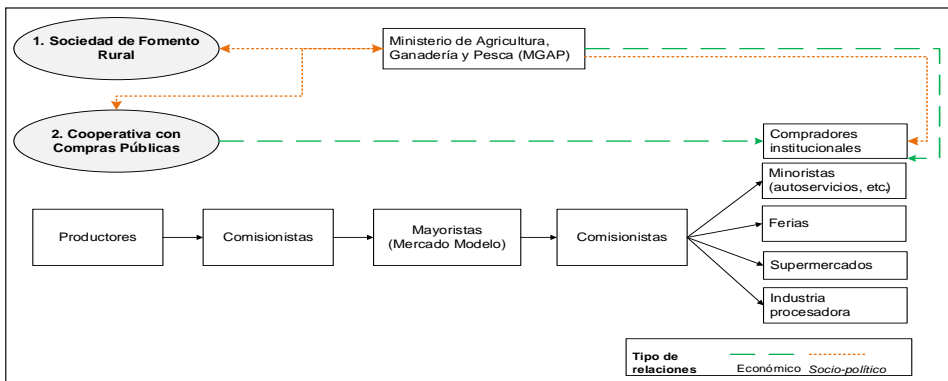 1. Sociedad de Fomento
Rural
Ministerio de Agricultura,
Ganadería y Pesca (MGAP)
2. Cooperativa con
Compras Públicas
Compradores
institucionales
Minoristas
(autoservicios, etc.)
Productores
Comisionistas
Mayoristas
(Mercado Modelo)
Comisionistas
Ferias
Supermercados
Industria
procesadora
Tipo de
relaciones
Económico
Socio-político